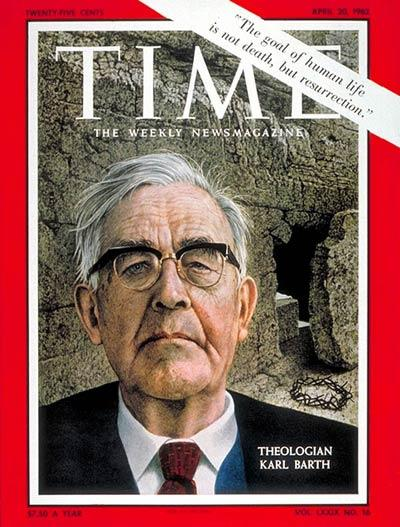 TWENTY-FIVE CENTS
APRIL 20, 1962
"The goal of human life
is not death, but resurrection."
TIME
THE WEEKLY NEWSMAGAZINE
THEOLOGIAN
KARL BARTH
$7.50 A YEAR
VOL. LXXIX NO. 16